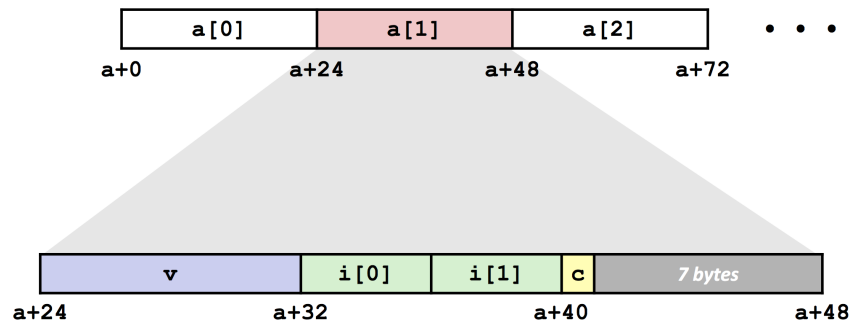 a[0] a[1] a[2] • • •
a+0 a+24 a+48 a+72
v i[0] i[1] c 7 bytes
a+24 a+32 a+40 a+48